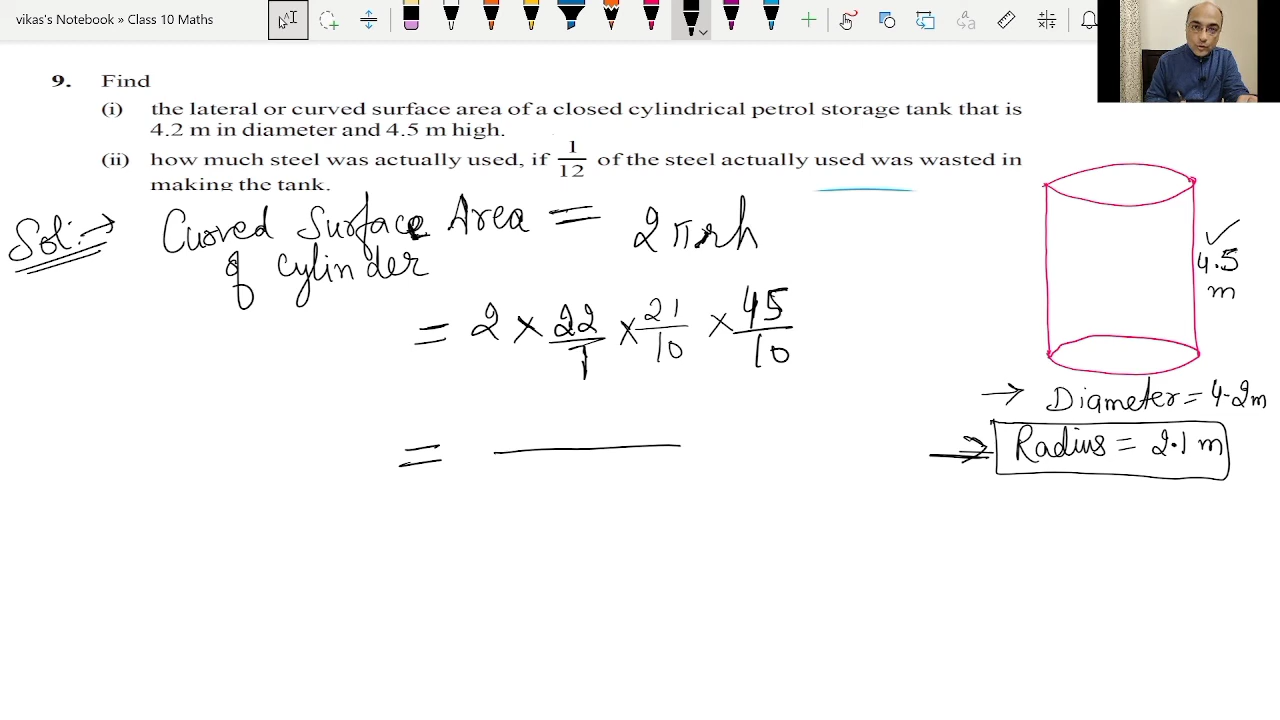 vikas's Notebook » Class 10 Maths
9. Find
(i) the lateral or curved surface area of a closed cylindrical petrol storage tank that is
4.2 m in diameter and 4.5 m high.
(ii) how much steel was actually used, if 1/12 of the steel actually used was wasted in
making the tank.
Sol:→ Curved Surface Area = 2πrh
of cylinder
= 2 × 22/7 × 21/10 × 45/10
=
4.5
m
→ Diameter = 4.2m
⇒ Radius = 2.1 m